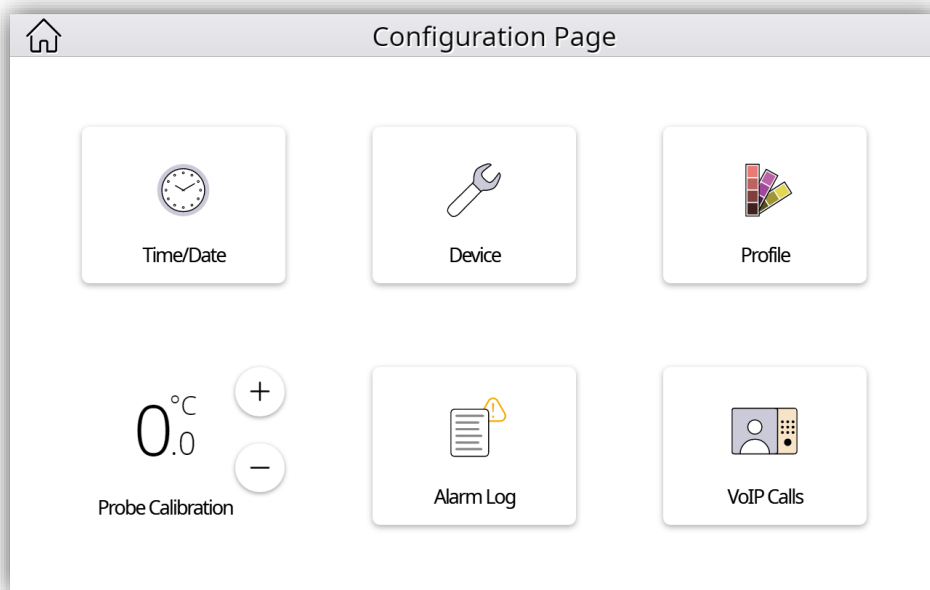 Configuration Page
Time/Date
Device
Profile
0.0 °C
Probe Calibration
+
−
Alarm Log
VoIP Calls